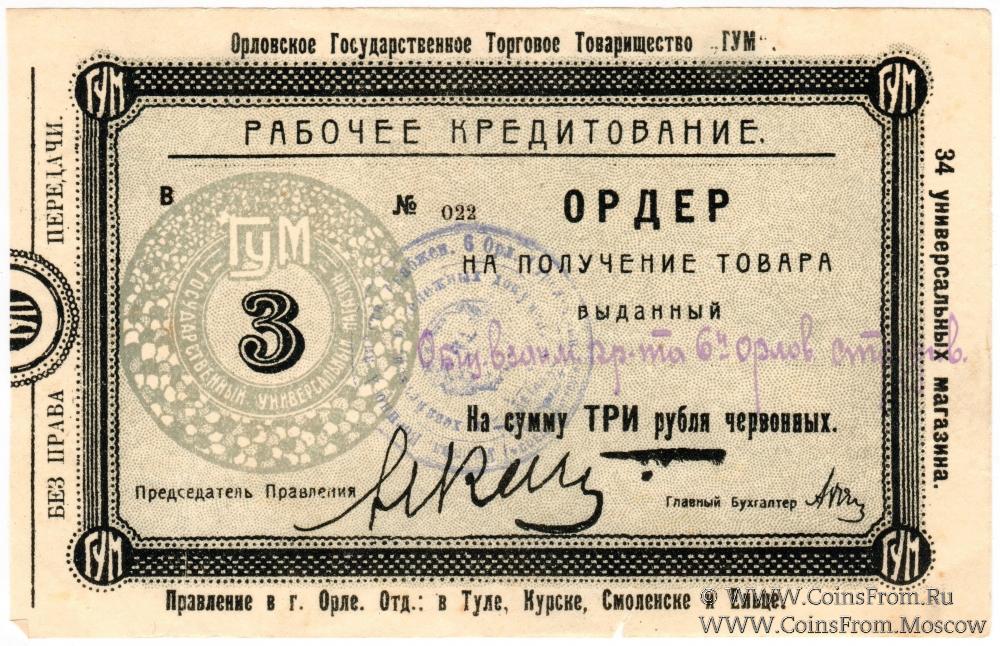 Орловское Государственное Торговое Товарищество „ГУМ“.
ГУМ ГУМ
РАБОЧЕЕ КРЕДИТОВАНИЕ.
В № 022 ОРДЕР
НА ПОЛУЧЕНИЕ ТОВАРА
выданный
ГУМ
3
ГОСУДАРСТВЕННЫЙ УНИВЕРСАЛЬНЫЙ
На сумму ТРИ рубля червонных.
Председатель Правления
Главный Бухгалтер
ГУМ ГУМ
Правление в г. Орле. Отд.: в Туле, Курске, Смоленске и Ельце.
БЕЗ ПРАВА ПЕРЕДАЧИ.
34 универсальных магазина.
WWW.CoinsFrom.Ru
WWW.CoinsFrom.Moscow